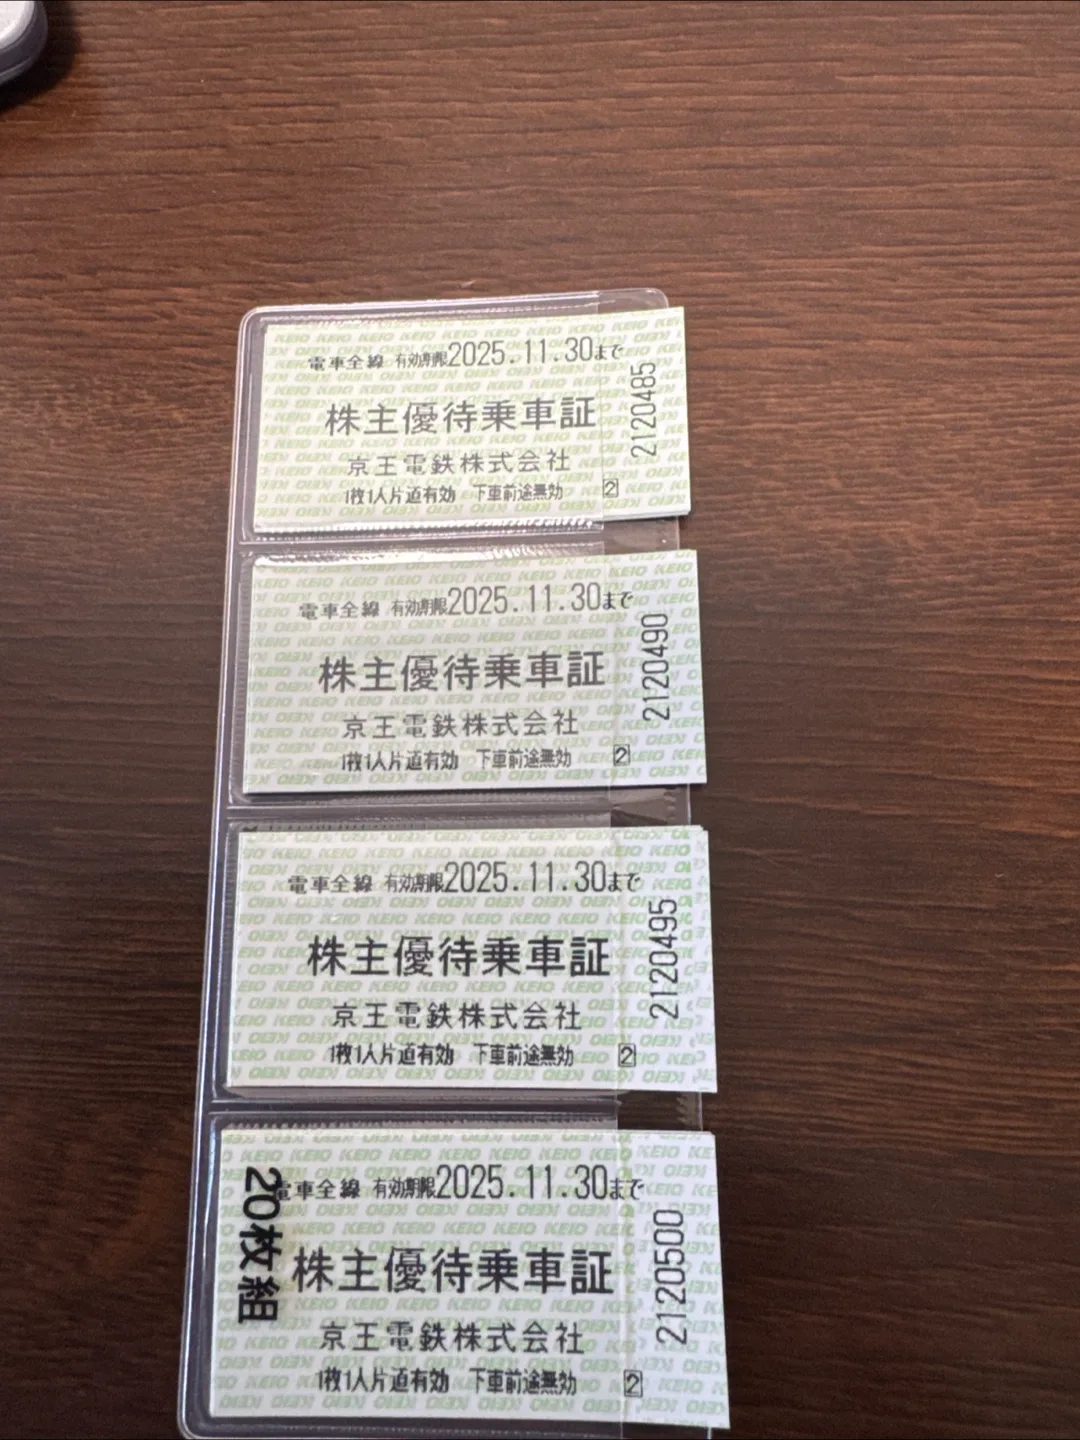 電車全線 有効期限2025.11.30まで
株主優待乗車証
京王電鉄株式会社
1枚1人片道有効 下車前途無効 2
2120485
電車全線 有効期限2025.11.30まで
株主優待乗車証
京王電鉄株式会社
1枚1人片道有効 下車前途無効 2
2120490
電車全線 有効期限2025.11.30まで
株主優待乗車証
京王電鉄株式会社
1枚1人片道有効 下車前途無効 2
2120495
20枚組
電車全線 有効期限2025.11.30まで
株主優待乗車証
京王電鉄株式会社
1枚1人片道有効 下車前途無効 2
2120500